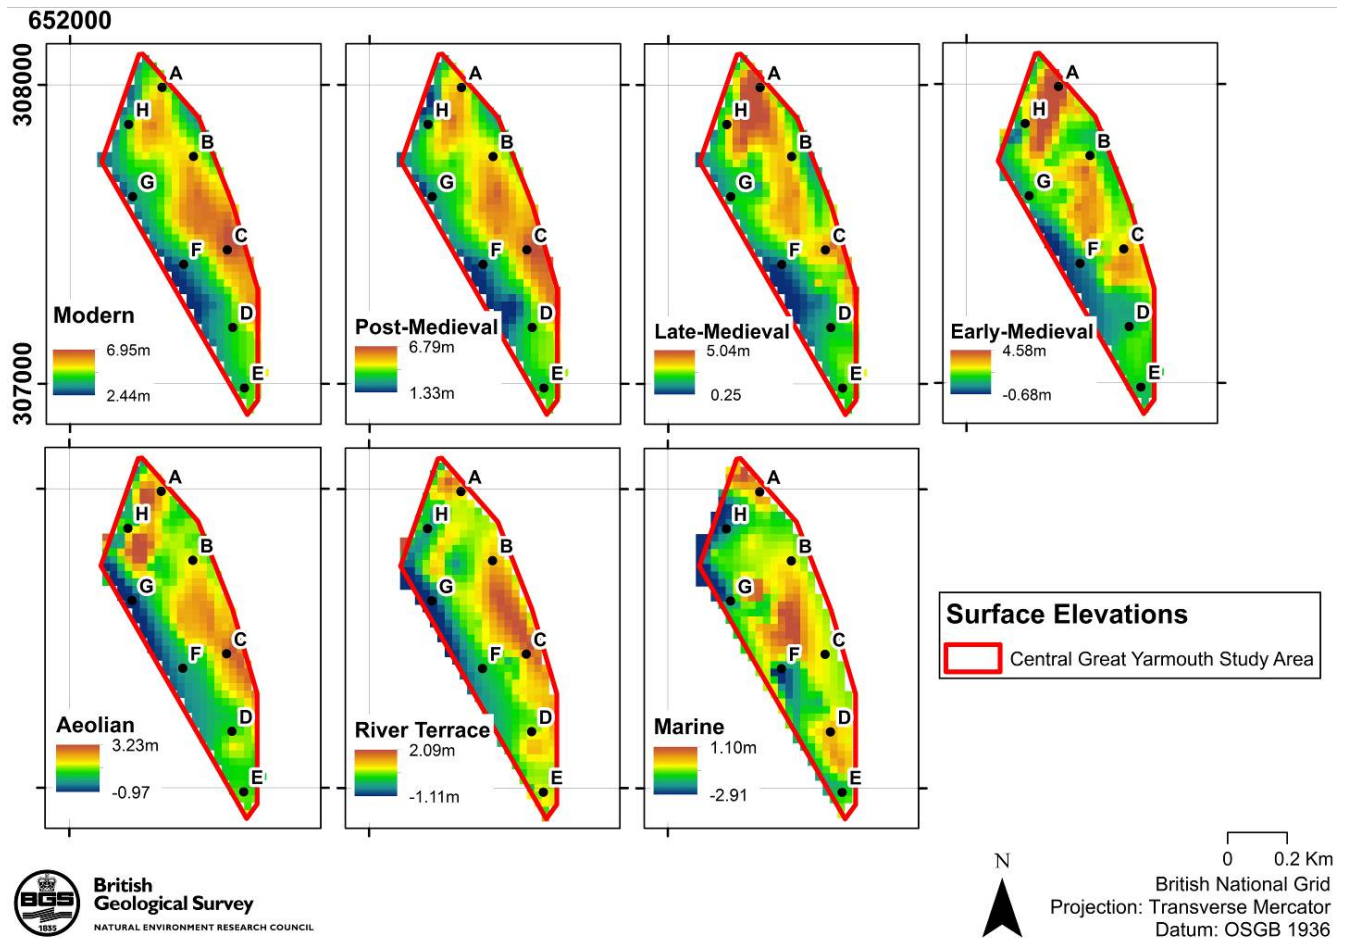 652000
308000
307000
A
H
B
G
C
F
D
E
Modern
6.95m
2.44m
A
H
B
G
C
F
D
E
Post-Medieval
6.79m
1.33m
A
H
B
G
C
F
D
E
Late-Medieval
5.04m
0.25
A
H
B
G
C
F
D
E
Early-Medieval
4.58m
-0.68m
A
H
B
G
C
F
D
E
Aeolian
3.23m
-0.97
A
H
B
G
C
F
D
E
River Terrace
2.09m
-1.11m
A
H
B
G
C
F
D
E
Marine
1.10m
-2.91
Surface Elevations
Central Great Yarmouth Study Area
BGS
1835
British
Geological Survey
NATURAL ENVIRONMENT RESEARCH COUNCIL
N
0 0.2 Km
British National Grid
Projection: Transverse Mercator
Datum: OSGB 1936